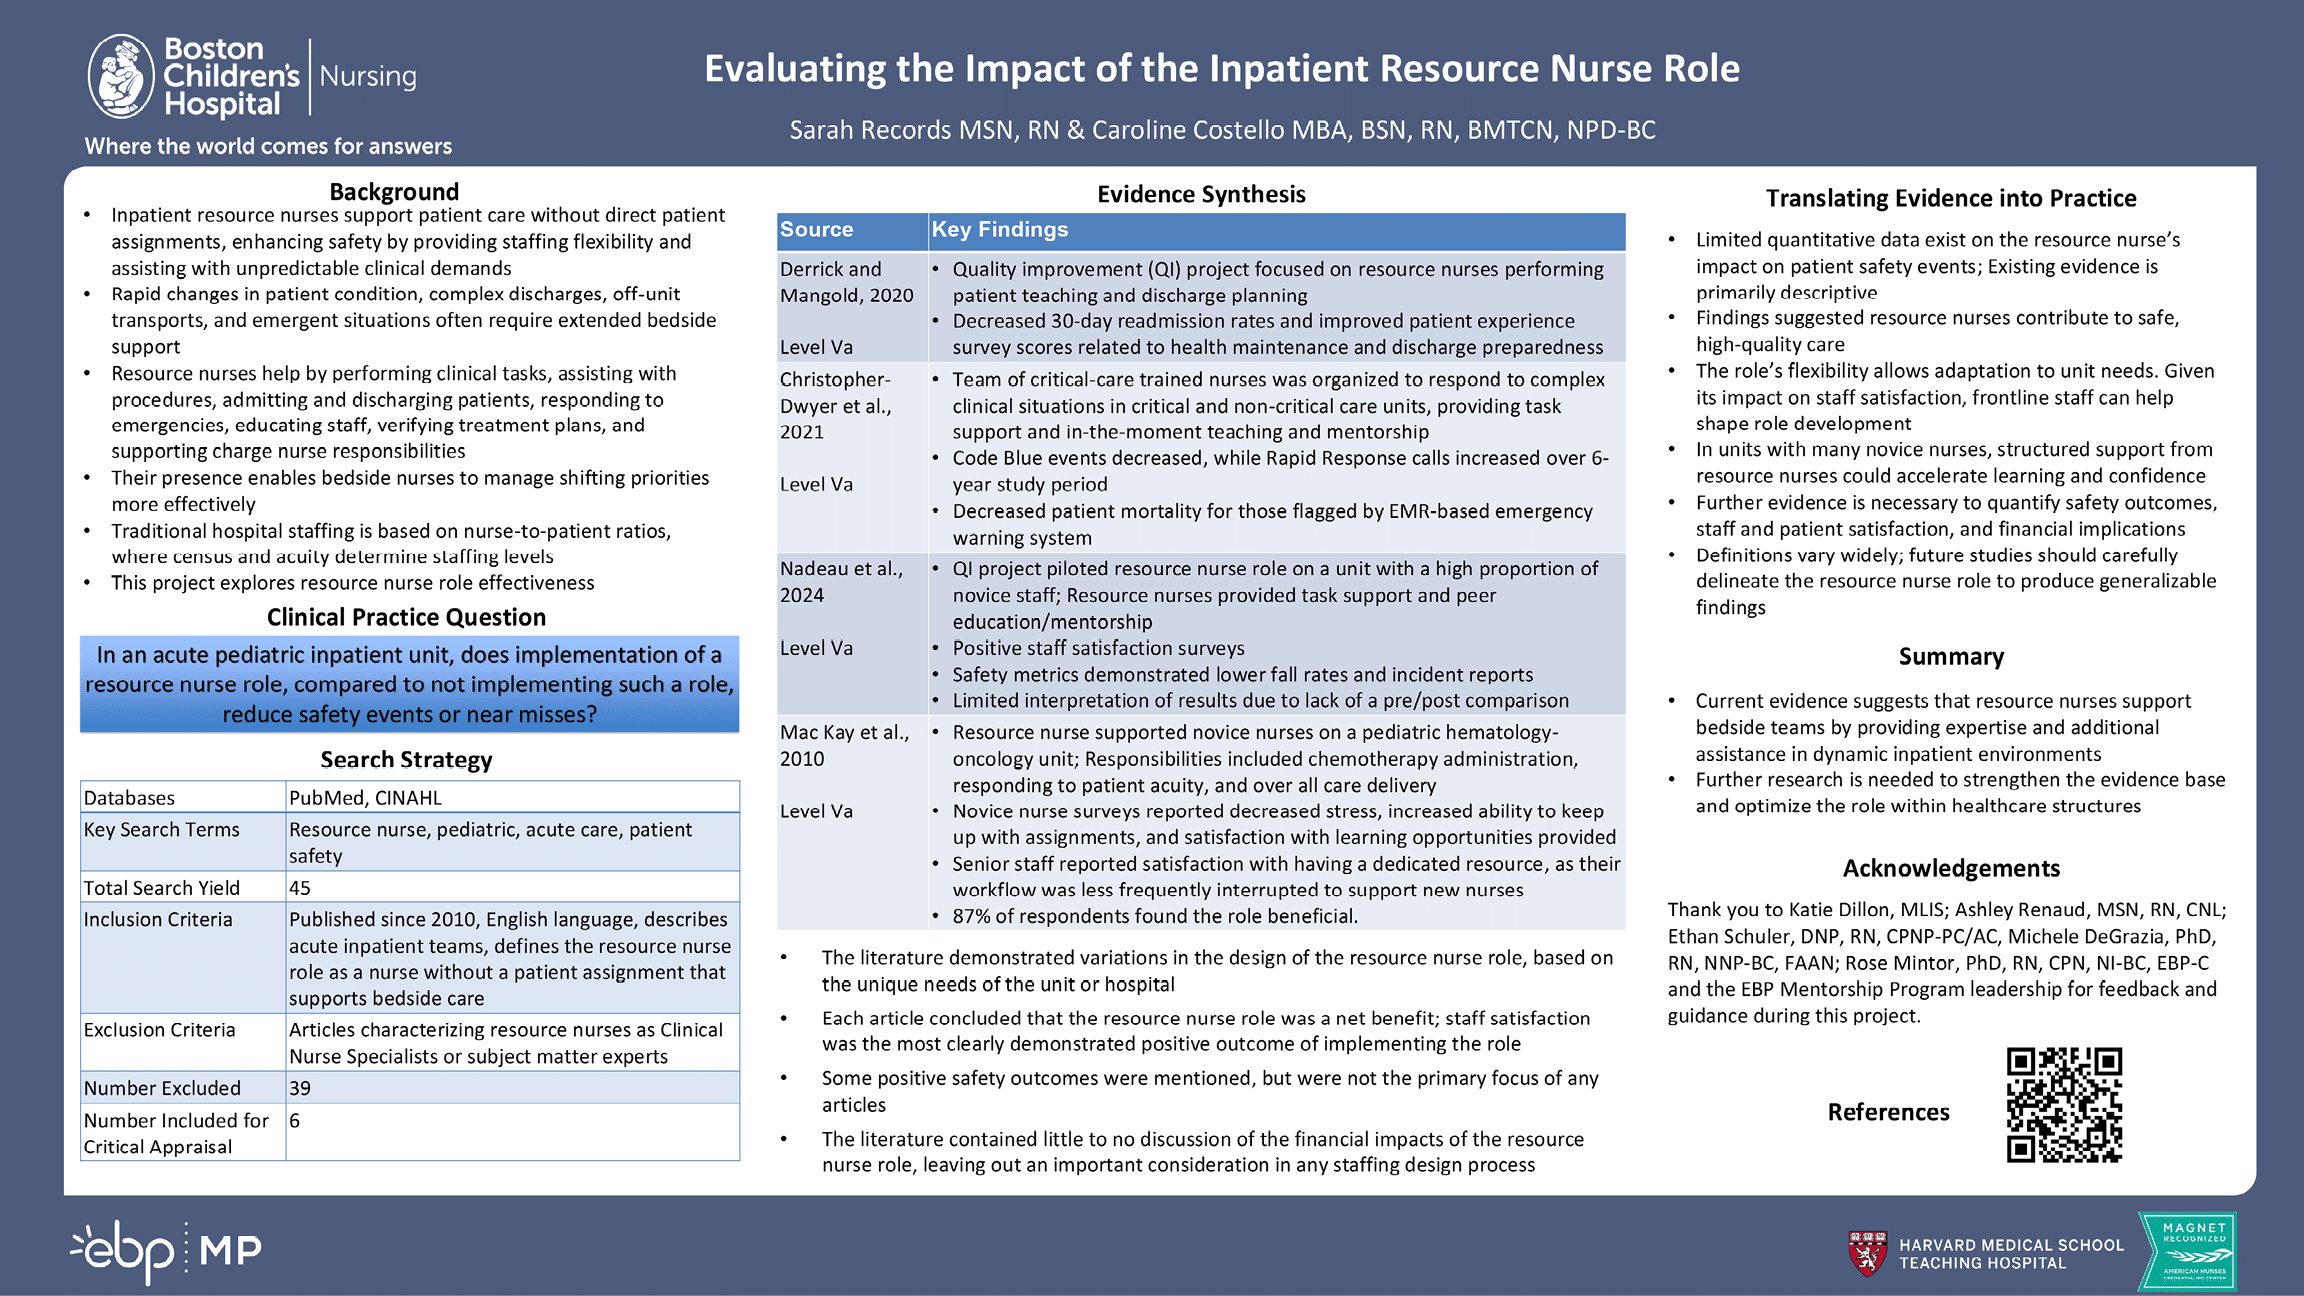 Boston
Children's
Hospital
Nursing
Where the world comes for answers
Evaluating the Impact of the Inpatient Resource Nurse Role
Sarah Records MSN, RN & Caroline Costello MBA, BSN, RN, BMTCN, NPD-BC
Background
• Inpatient resource nurses support patient care without direct patient
assignments, enhancing safety by providing staffing flexibility and
assisting with unpredictable clinical demands
• Rapid changes in patient condition, complex discharges, off-unit
transports, and emergent situations often require extended bedside
support
• Resource nurses help by performing clinical tasks, assisting with
procedures, admitting and discharging patients, responding to
emergencies, educating staff, verifying treatment plans, and
supporting charge nurse responsibilities
• Their presence enables bedside nurses to manage shifting priorities
more effectively
• Traditional hospital staffing is based on nurse-to-patient ratios,
where census and acuity determine staffing levels
• This project explores resource nurse role effectiveness
Clinical Practice Question
In an acute pediatric inpatient unit, does implementation of a
resource nurse role, compared to not implementing such a role,
reduce safety events or near misses?
Search Strategy
Databases PubMed, CINAHL
Key Search Terms Resource nurse, pediatric, acute care, patient
safety
Total Search Yield 45
Inclusion Criteria Published since 2010, English language, describes
acute inpatient teams, defines the resource nurse
role as a nurse without a patient assignment that
supports bedside care
Exclusion Criteria Articles characterizing resource nurses as Clinical
Nurse Specialists or subject matter experts
Number Excluded 39
Number Included for 6
Critical Appraisal
Evidence Synthesis
Source Key Findings
Derrick and
Mangold, 2020
Level Va
• Quality improvement (QI) project focused on resource nurses performing
patient teaching and discharge planning
• Decreased 30-day readmission rates and improved patient experience
survey scores related to health maintenance and discharge preparedness
Christopher-
Dwyer et al.,
2021
Level Va
• Team of critical-care trained nurses was organized to respond to complex
clinical situations in critical and non-critical care units, providing task
support and in-the-moment teaching and mentorship
• Code Blue events decreased, while Rapid Response calls increased over 6-
year study period
• Decreased patient mortality for those flagged by EMR-based emergency
warning system
Nadeau et al.,
2024
Level Va
• QI project piloted resource nurse role on a unit with a high proportion of
novice staff; Resource nurses provided task support and peer
education/mentorship
• Positive staff satisfaction surveys
• Safety metrics demonstrated lower fall rates and incident reports
• Limited interpretation of results due to lack of a pre/post comparison
Mac Kay et al.,
2010
Level Va
• Resource nurse supported novice nurses on a pediatric hematology-
oncology unit; Responsibilities included chemotherapy administration,
responding to patient acuity, and over all care delivery
• Novice nurse surveys reported decreased stress, increased ability to keep
up with assignments, and satisfaction with learning opportunities provided
• Senior staff reported satisfaction with having a dedicated resource, as their
workflow was less frequently interrupted to support new nurses
• 87% of respondents found the role beneficial.
• The literature demonstrated variations in the design of the resource nurse role, based on
the unique needs of the unit or hospital
• Each article concluded that the resource nurse role was a net benefit; staff satisfaction
was the most clearly demonstrated positive outcome of implementing the role
• Some positive safety outcomes were mentioned, but were not the primary focus of any
articles
• The literature contained little to no discussion of the financial impacts of the resource
nurse role, leaving out an important consideration in any staffing design process
Translating Evidence into Practice
• Limited quantitative data exist on the resource nurse's
impact on patient safety events; Existing evidence is
primarily descriptive
• Findings suggested resource nurses contribute to safe,
high-quality care
• The role's flexibility allows adaptation to unit needs. Given
its impact on staff satisfaction, frontline staff can help
shape role development
• In units with many novice nurses, structured support from
resource nurses could accelerate learning and confidence
• Further evidence is necessary to quantify safety outcomes,
staff and patient satisfaction, and financial implications
• Definitions vary widely; future studies should carefully
delineate the resource nurse role to produce generalizable
findings
Summary
• Current evidence suggests that resource nurses support
bedside teams by providing expertise and additional
assistance in dynamic inpatient environments
• Further research is needed to strengthen the evidence base
and optimize the role within healthcare structures
Acknowledgements
Thank you to Katie Dillon, MLIS; Ashley Renaud, MSN, RN, CNL;
Ethan Schuler, DNP, RN, CPNP-PC/AC, Michele DeGrazia, PhD,
RN, NNP-BC, FAAN; Rose Mintor, PhD, RN, CPN, NI-BC, EBP-C
and the EBP Mentorship Program leadership for feedback and
guidance during this project.
References
ebp MP
HARVARD MEDICAL SCHOOL
TEACHING HOSPITAL
MAGNET
RECOGNIZED
AMERICAN NURSES
CREDENTIALING CENTER